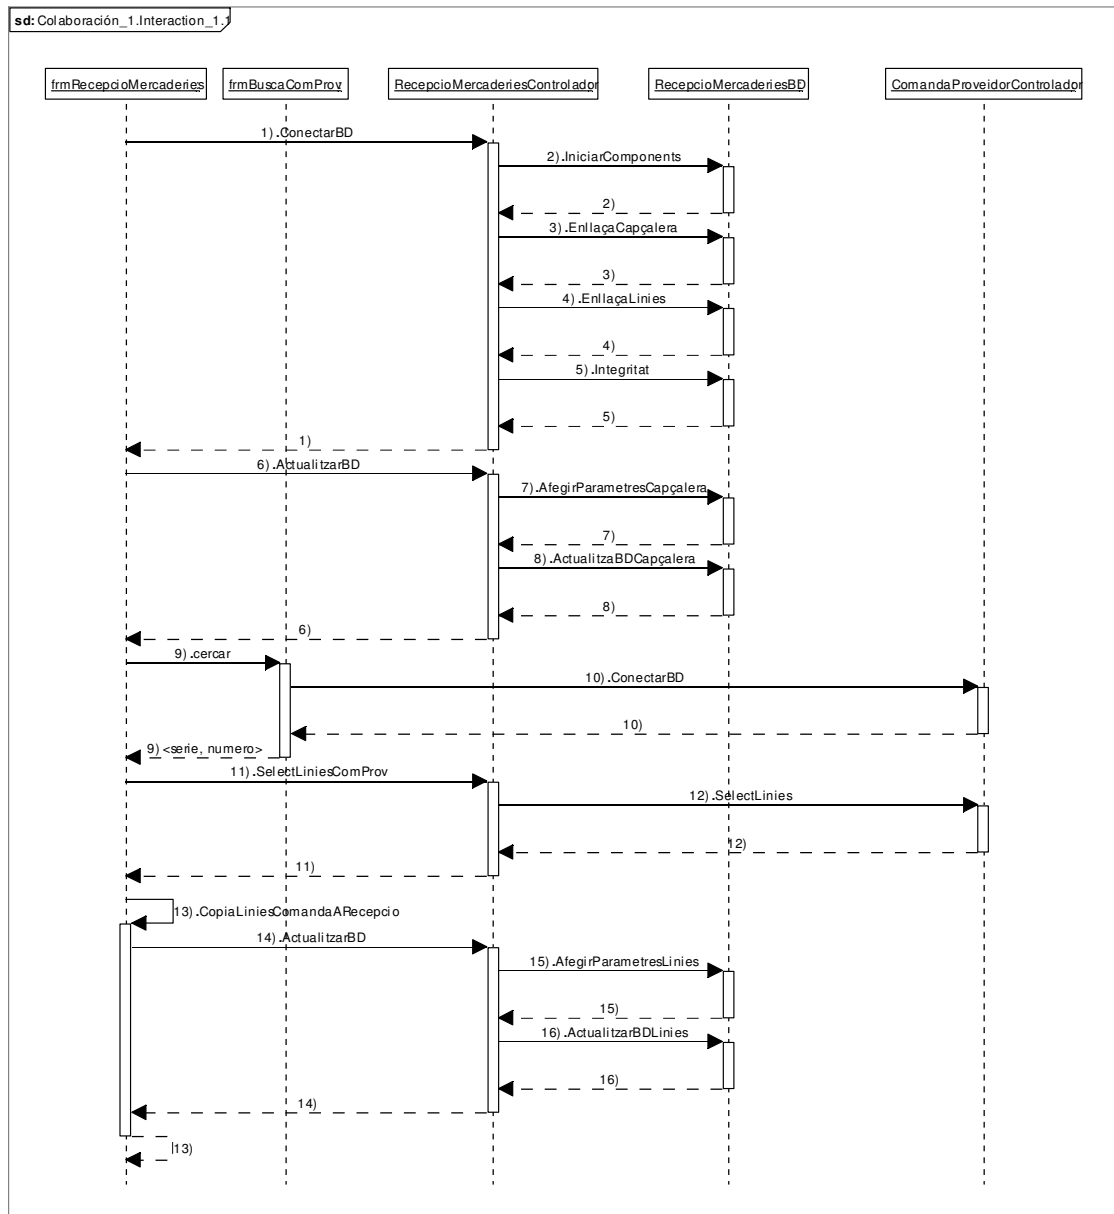 sd: Colaboración_1.Interaction_1.1
frmRecepcioMercaderies
frmBuscaComProv
RecepcioMercaderiesControlador
RecepcioMercaderiesBD
ComandaProveidorControlador
1).ConectarBD
2).IniciarComponents
2)
3).EnllaçaCapçalera
3)
4).EnllaçaLinies
4)
5).Integritat
5)
1)
6).ActualitzarBD
7).AfegirParametresCapçalera
7)
8).ActualitzaBDCapçalera
8)
6)
9).cercar
10).ConectarBD
10)
9)<serie, numero>
11).SelectLiniesComProv
12).SelectLinies
12)
11)
13).CopiaLiniesComandaARecepcio
14).ActualitzarBD
15).AfegirParametresLinies
15)
16).ActualitzarBDLinies
16)
14)
13)